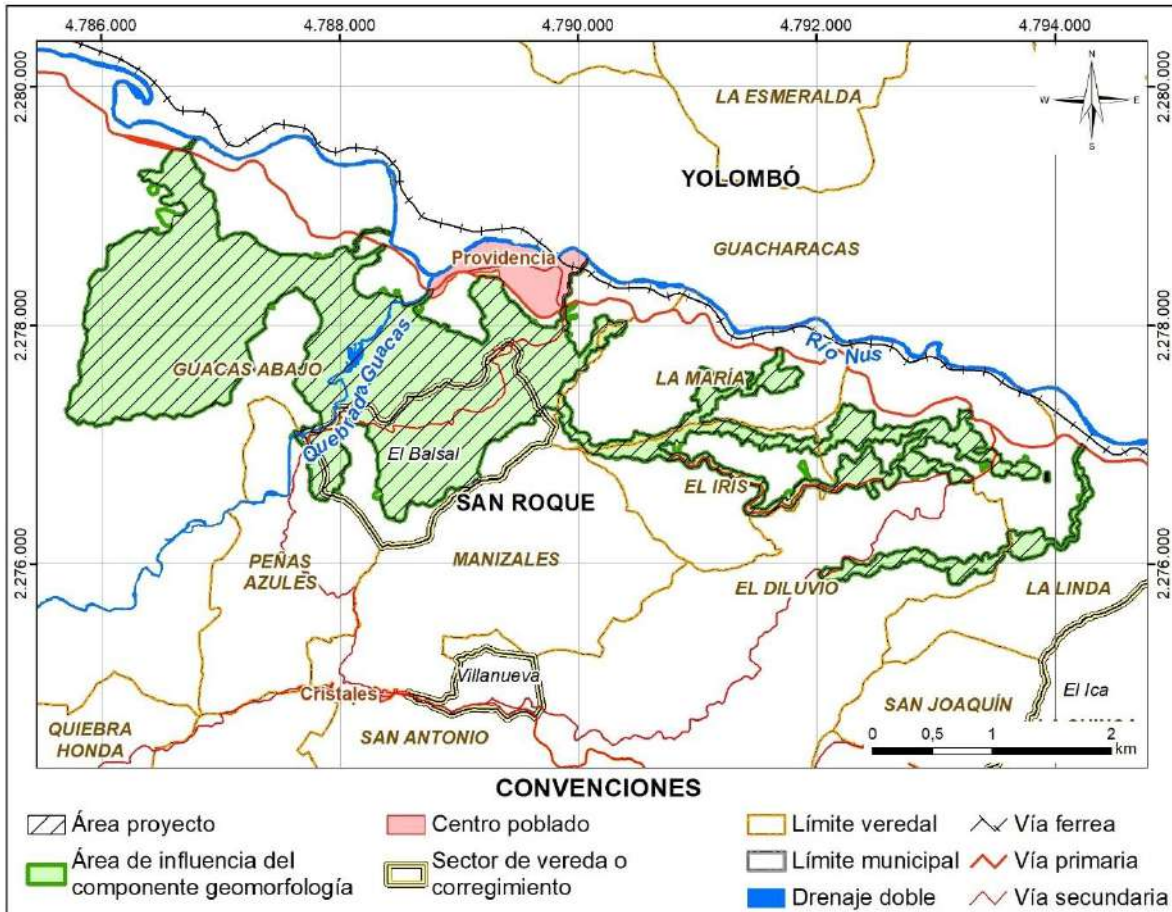 4.786.000 4.788.000 4.790.000 4.792.000 4.794.000
2.280.000 2.280.000
N
W E
S
LA ESMERALDA
YOLOMBÓ
GUACHARACAS
Providencia
2.278.000 2.278.000
Río Nus
GUACAS ABAJO
Quebrada Guacas
LA MARÍA
El Balsal
EL IRIS
SAN ROQUE
PEÑAS
AZULES
MANIZALES
2.276.000 2.276.000
EL DILUVIO
LA LINDA
Villanueva
Cristales
El Ica
SAN JOAQUÍN
QUIEBRA
HONDA
SAN ANTONIO
0 0,5 1 2
km
CONVENCIONES
Área proyecto
Área de influencia del
componente geomorfología
Centro poblado
Sector de vereda o
corregimiento
Límite veredal
Límite municipal
Drenaje doble
Vía ferrea
Vía primaria
Vía secundaria